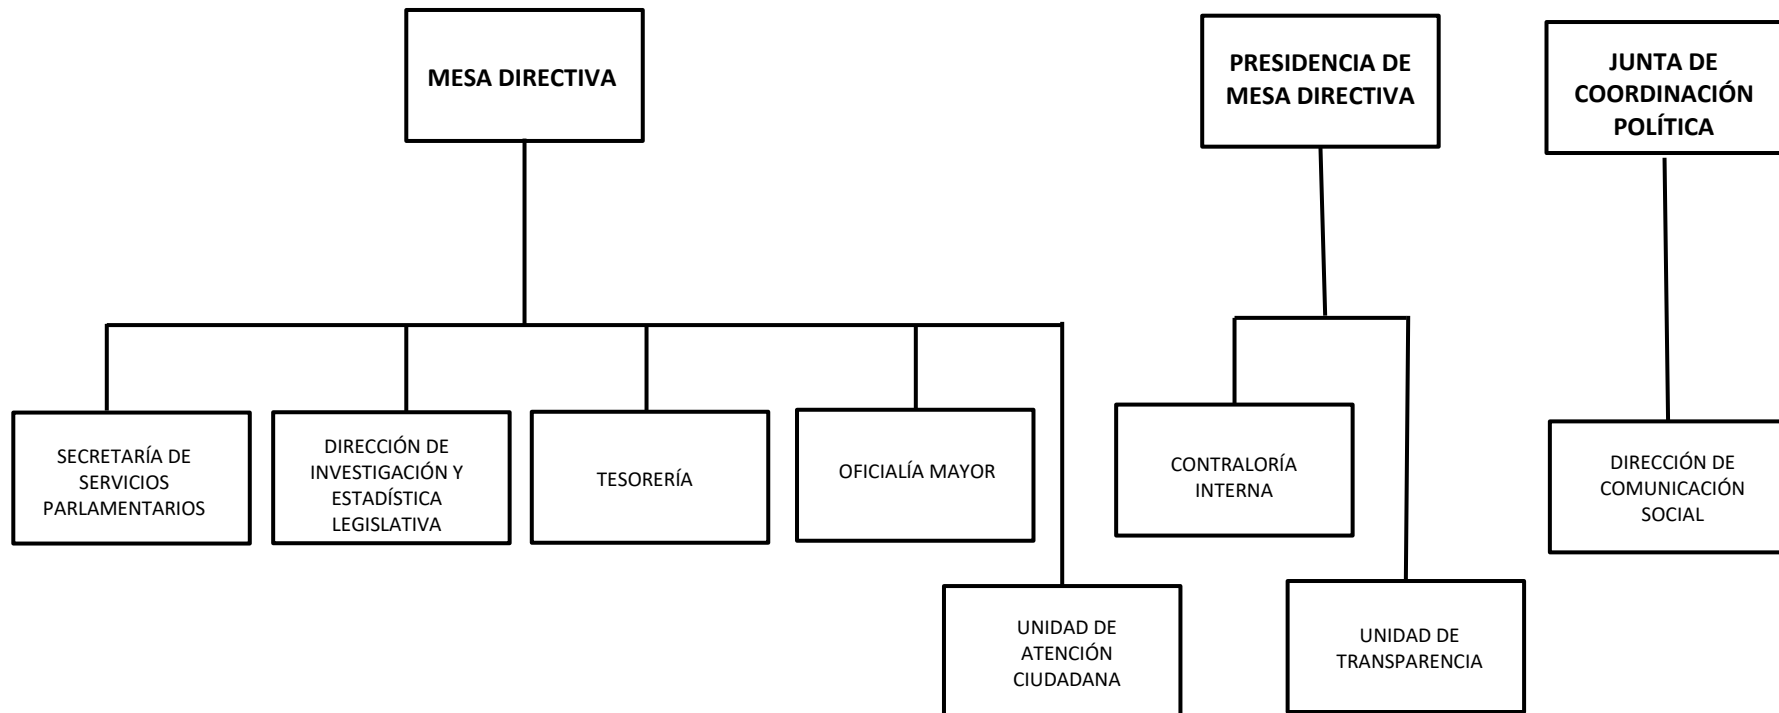 MESA DIRECTIVA
PRESIDENCIA DE
MESA DIRECTIVA
JUNTA DE
COORDINACIÓN
POLÍTICA
SECRETARÍA DE
SERVICIOS
PARLAMENTARIOS
DIRECCIÓN DE
INVESTIGACIÓN Y
ESTADÍSTICA
LEGISLATIVA
TESORERÍA
OFICIALÍA MAYOR
CONTRALORÍA
INTERNA
DIRECCIÓN DE
COMUNICACIÓN
SOCIAL
UNIDAD DE
ATENCIÓN
CIUDADANA
UNIDAD DE
TRANSPARENCIA